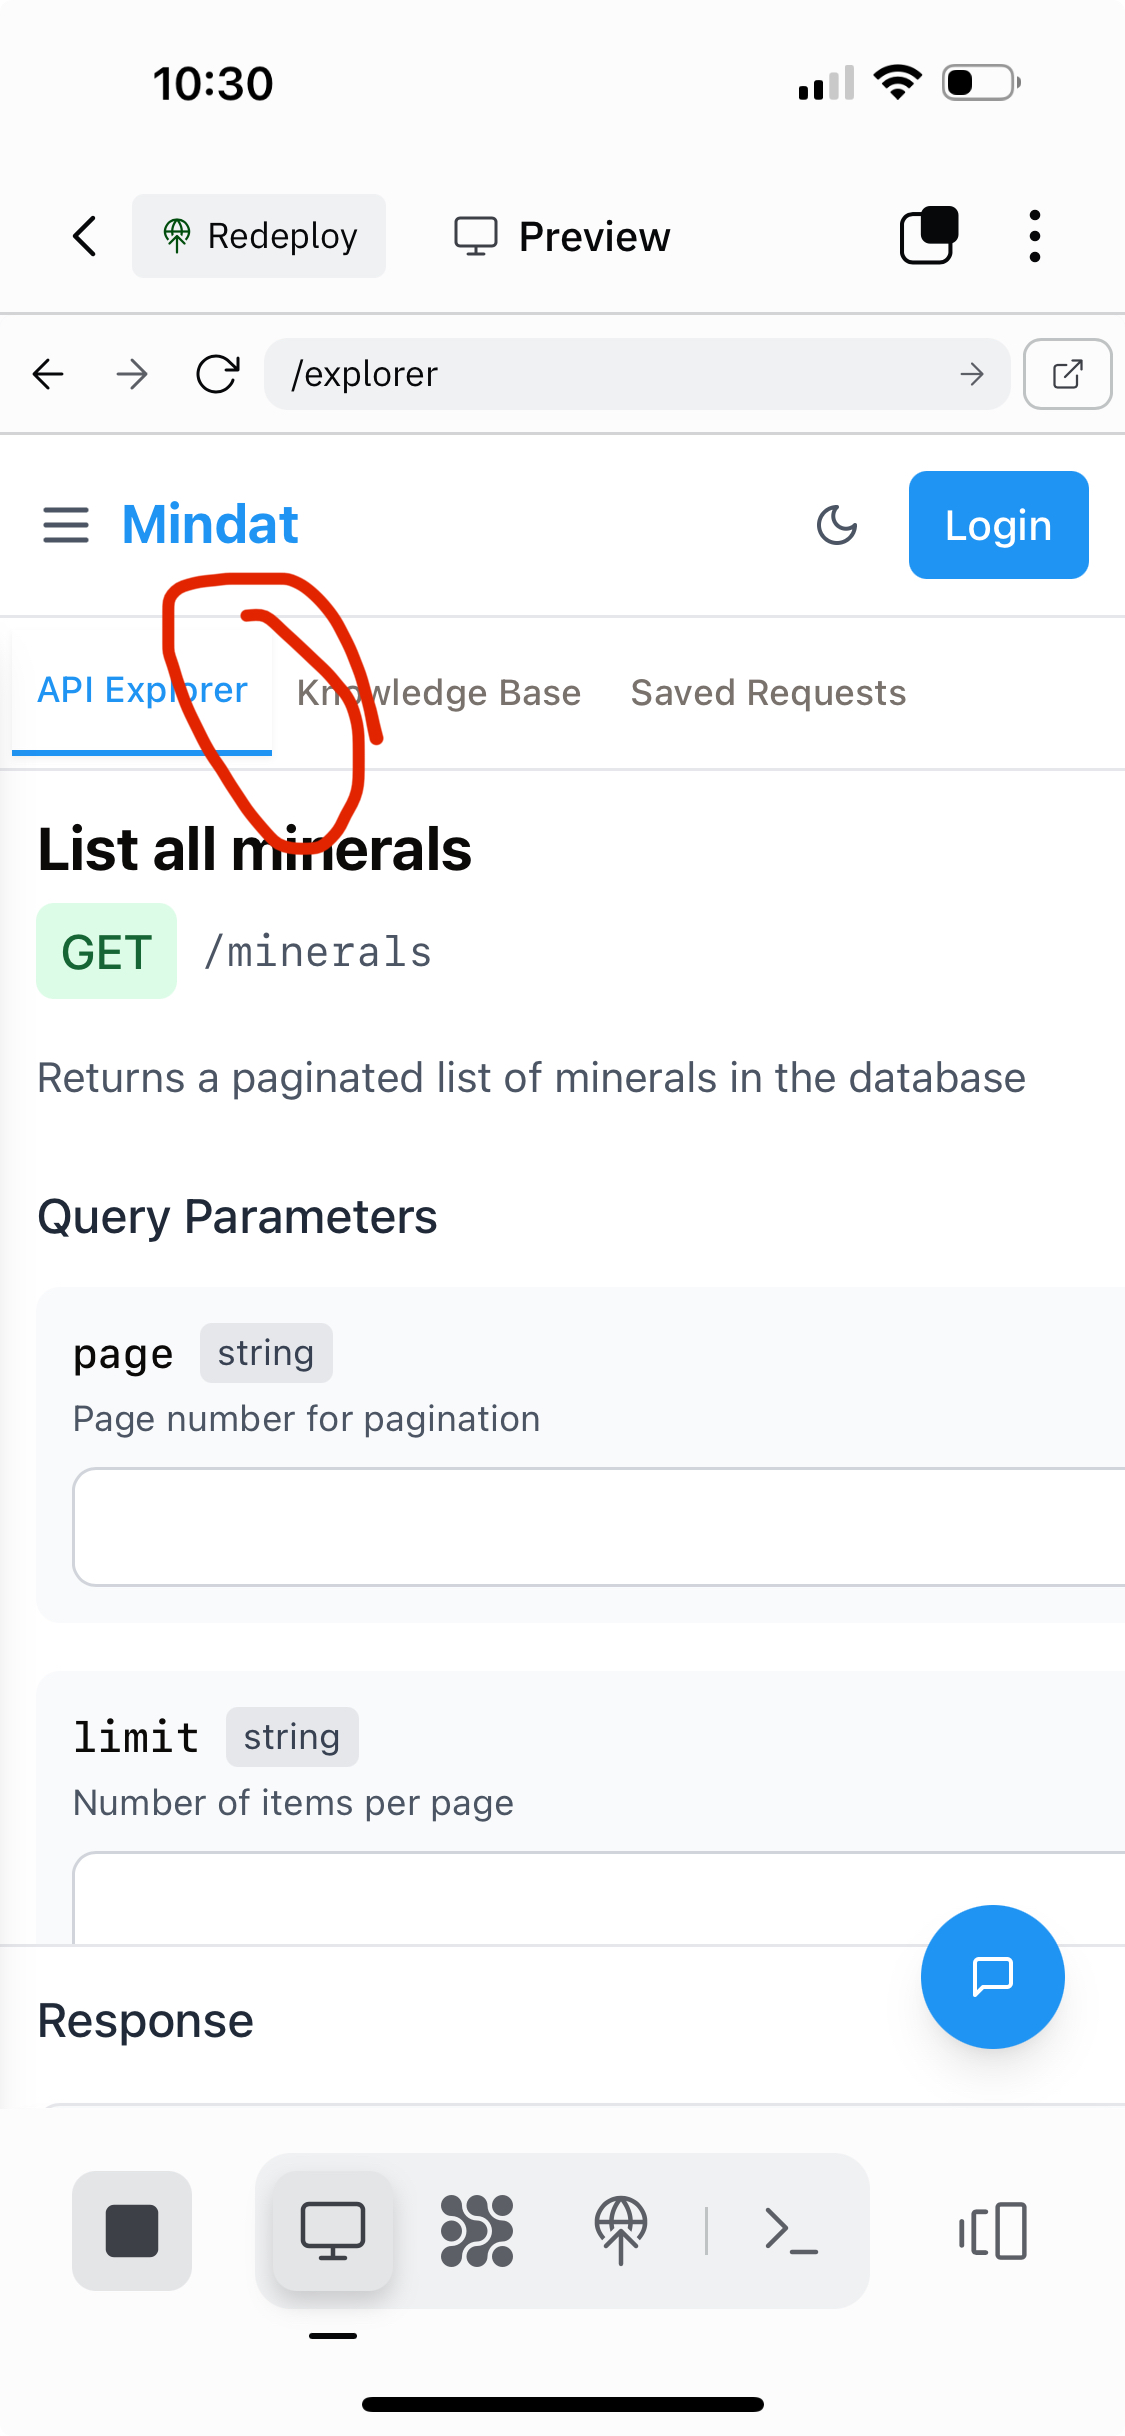 10:30
Redeploy
Preview
/explorer
Mindat
Login
API Explorer
Knowledge Base
Saved Requests
List all minerals
GET /minerals
Returns a paginated list of minerals in the database
Query Parameters
page string
Page number for pagination
limit string
Number of items per page
Response